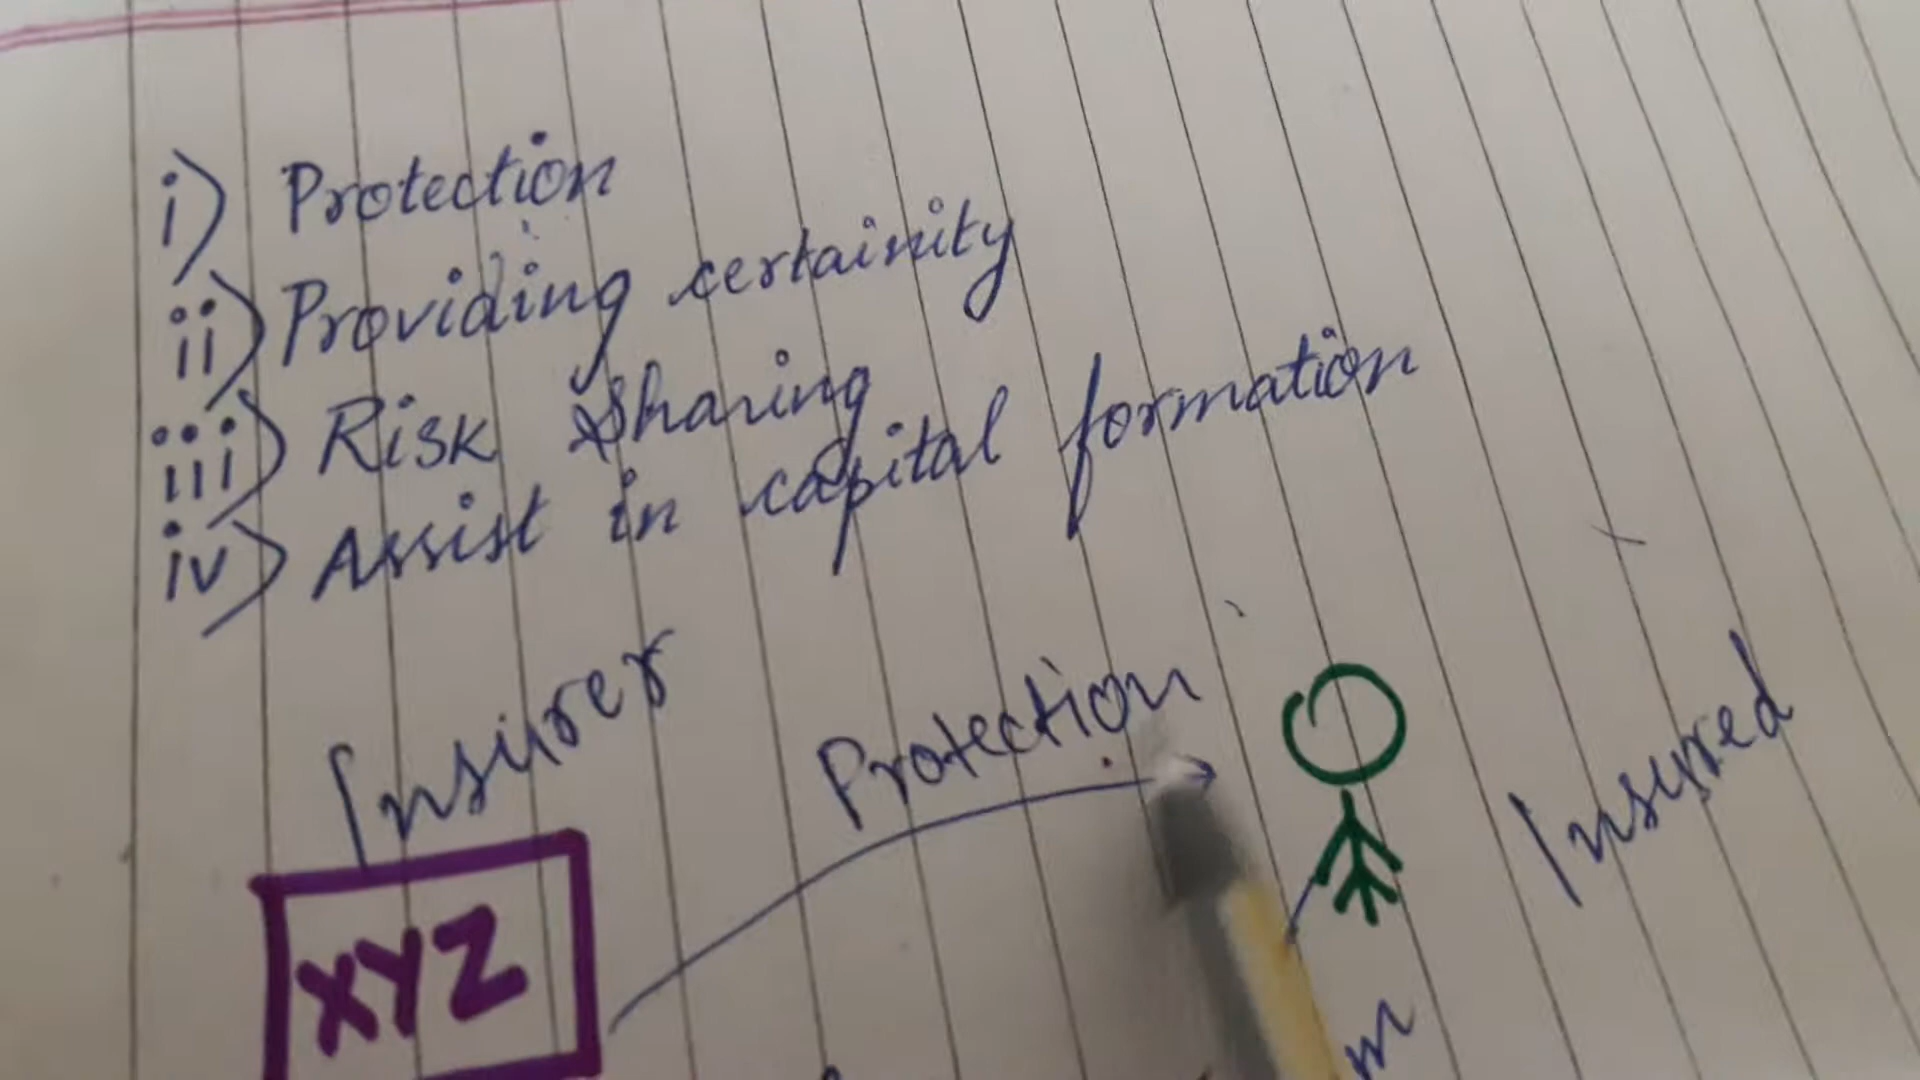 i) Protection
ii) Providing certainity
iii) Risk Sharing
iv) Assist in capital formation
Insurer
Protection
Insured
XYZ